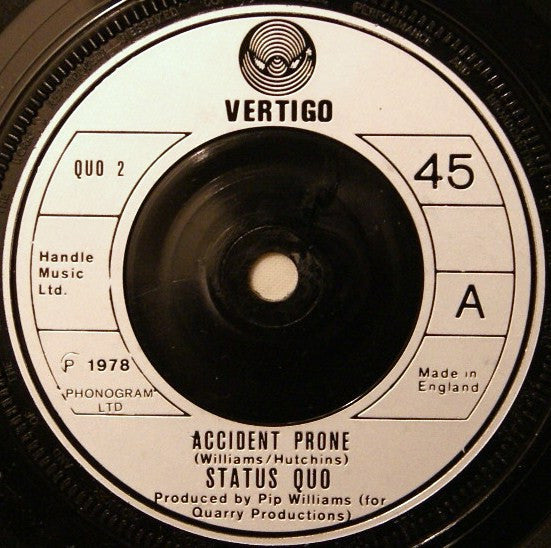 VERTIGO
QUO 2
45
Handle
Music
Ltd.
A
P 1978
PHONOGRAM
LTD
Made in
England
ACCIDENT PRONE
(Williams/Hutchins)
STATUS QUO
Produced by Pip Williams (for
Quarry Productions)